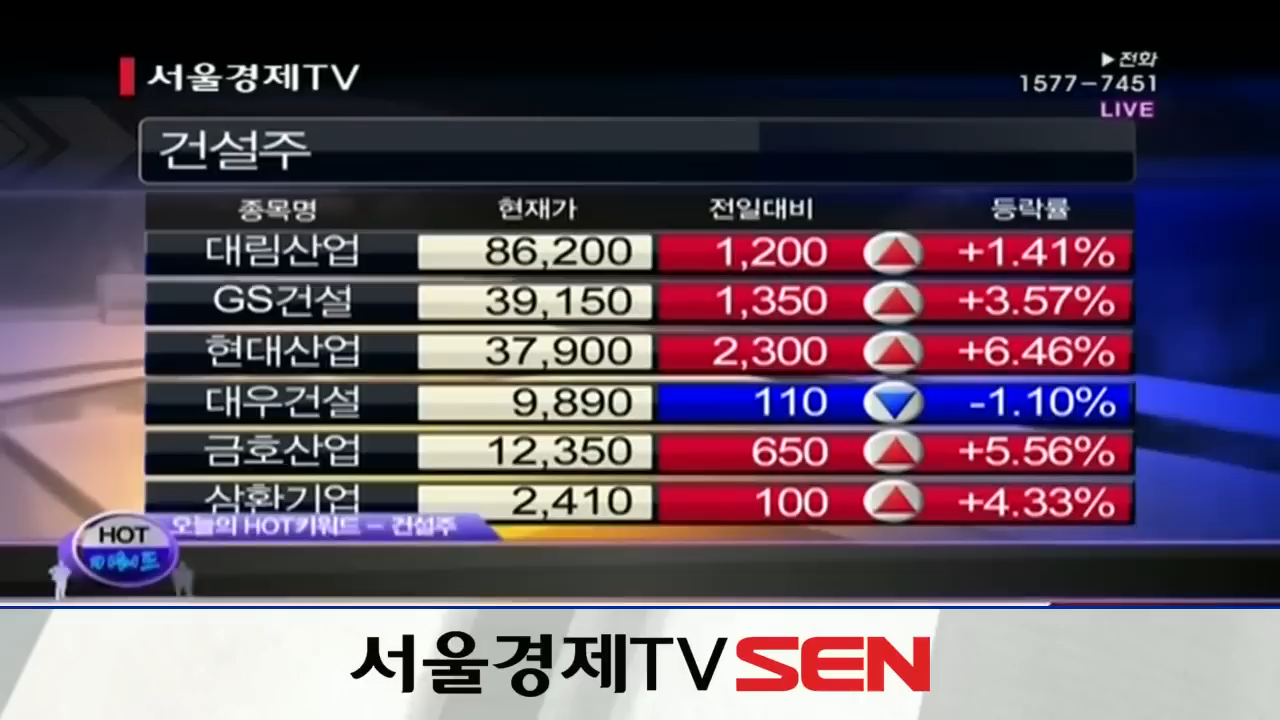 서울경제TV
▶전화
1577-7451
LIVE
건설주
종목명 현재가 전일대비 등락률
대림산업 86,200 1,200 ▲ +1.41%
GS건설 39,150 1,350 ▲ +3.57%
현대산업 37,900 2,300 ▲ +6.46%
대우건설 9,890 110 ▼ -1.10%
금호산업 12,350 650 ▲ +5.56%
삼환기업 2,410 100 ▲ +4.33%
HOT 키워드
오늘의 HOT키워드 - 건설주
서울경제TV SEN